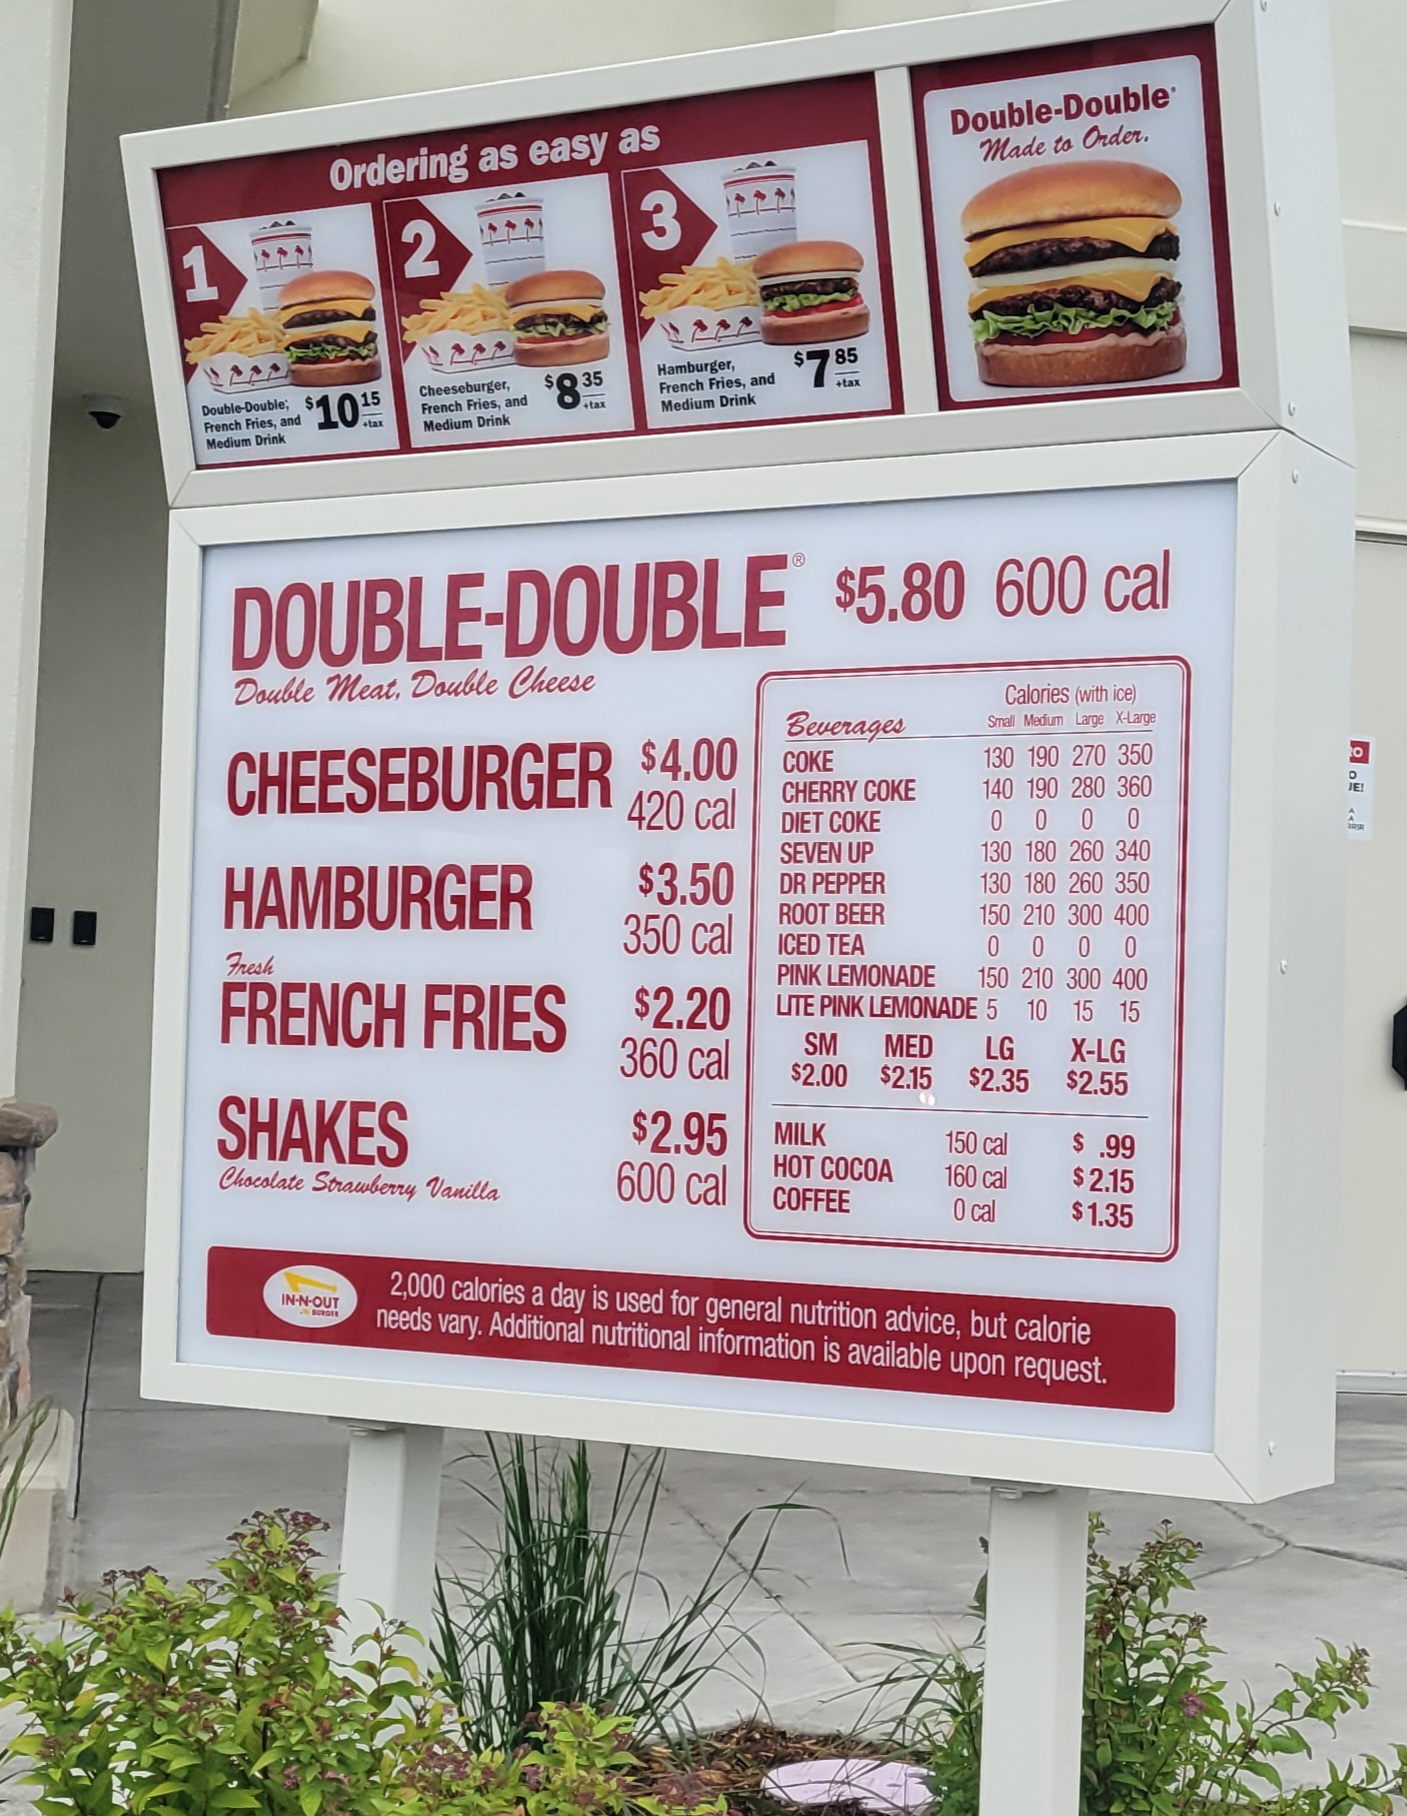 Ordering as easy as
1
Double-Double,
French Fries, and
Medium Drink
$10 15
+tax
2
Cheeseburger,
French Fries, and
Medium Drink
$8 35
+tax
3
Hamburger,
French Fries, and
Medium Drink
$7 85
+tax
Double-Double®
Made to Order.
DOUBLE-DOUBLE® $5.80 600 cal
Double Meat, Double Cheese
CHEESEBURGER $4.00
420 cal
HAMBURGER $3.50
350 cal
Fresh
FRENCH FRIES $2.20
360 cal
SHAKES $2.95
Chocolate Strawberry Vanilla 600 cal
Calories (with ice)
Beverages Small Medium Large X-Large
COKE 130 190 270 350
CHERRY COKE 140 190 280 360
DIET COKE 0 0 0 0
SEVEN UP 130 180 260 340
DR PEPPER 130 180 260 350
ROOT BEER 150 210 300 400
ICED TEA 0 0 0 0
PINK LEMONADE 150 210 300 400
LITE PINK LEMONADE 5 10 15 15
SM MED LG X-LG
$2.00 $2.15 $2.35 $2.55
MILK 150 cal $ .99
HOT COCOA 160 cal $2.15
COFFEE 0 cal $1.35
IN-N-OUT
BURGER
2,000 calories a day is used for general nutrition advice, but calorie
needs vary. Additional nutritional information is available upon request.